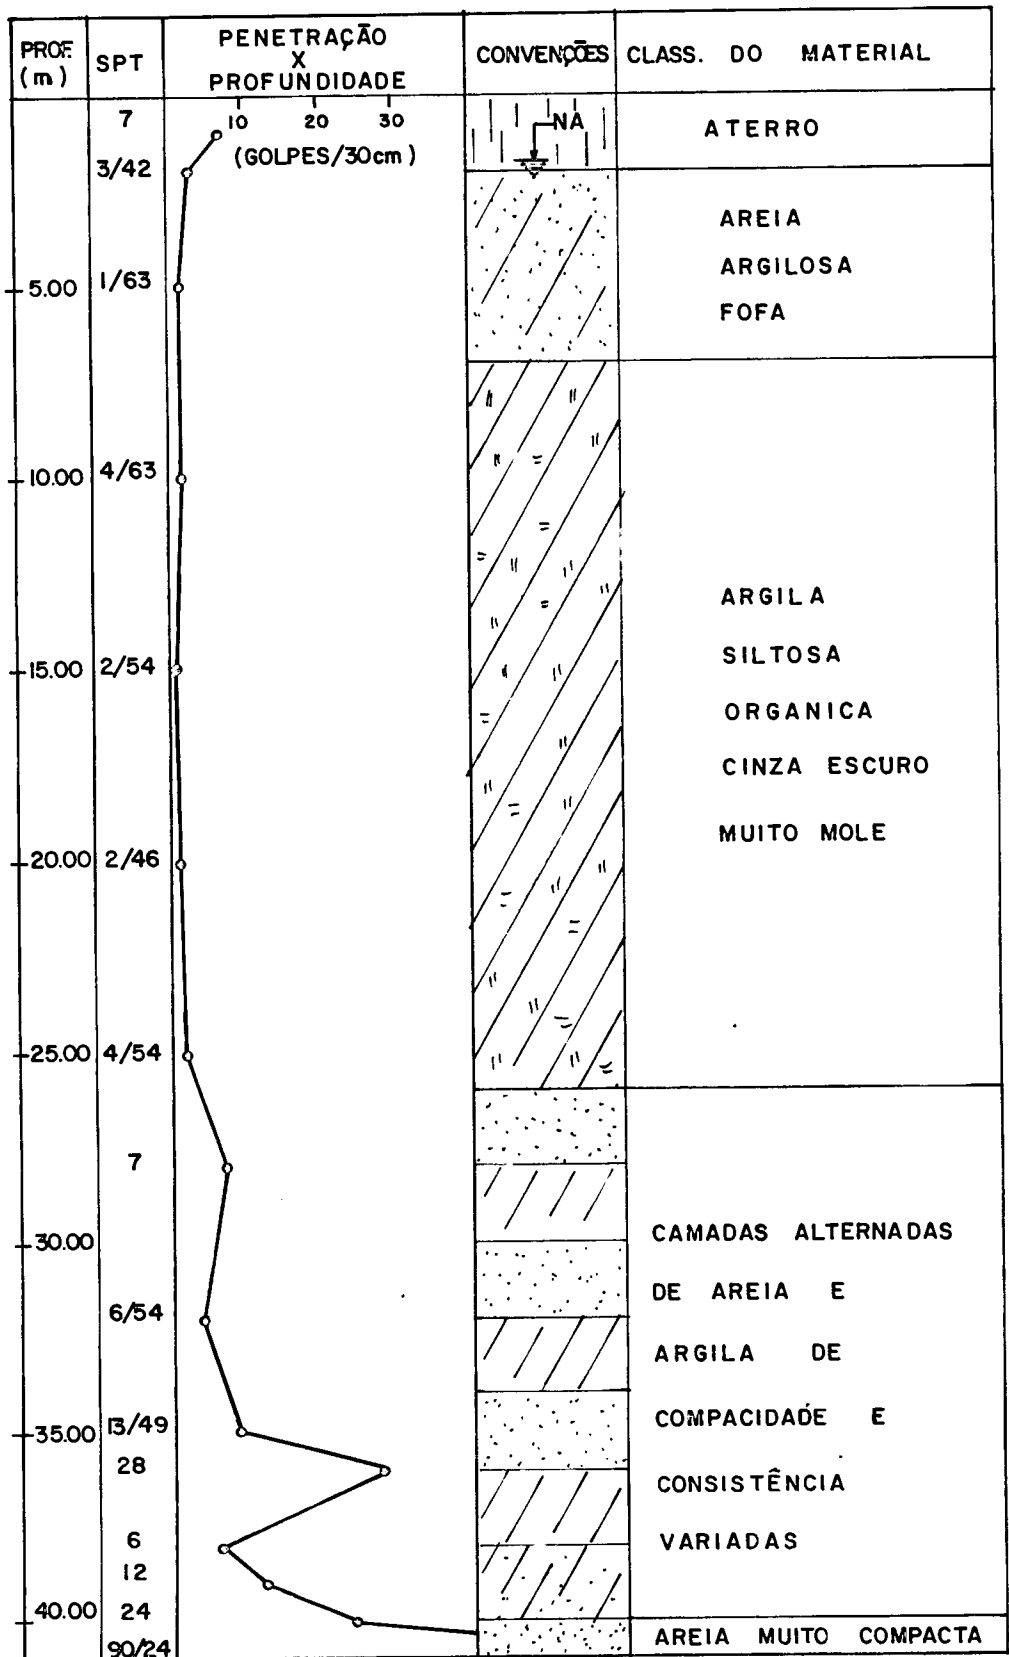 PROF. (m)
SPT
PENETRAÇÃO
X
PROFUNDIDADE
CONVENÇÕES
CLASS. DO MATERIAL
7
10 20 30
(GOLPES/30cm)
NA
ATERRO
3/42
AREIA
ARGILOSA
FOFA
5.00 1/63
10.00 4/63
ARGILA
SILTOSA
ORGANICA
CINZA ESCURO
MUITO MOLE
15.00 2/54
20.00 2/46
25.00 4/54
7
30.00
6/54
35.00 13/49
28
6
12
40.00 24
90/24
CAMADAS ALTERNADAS
DE AREIA E
ARGILA DE
COMPACIDADE E
CONSISTÊNCIA
VARIADAS
AREIA MUITO COMPACTA